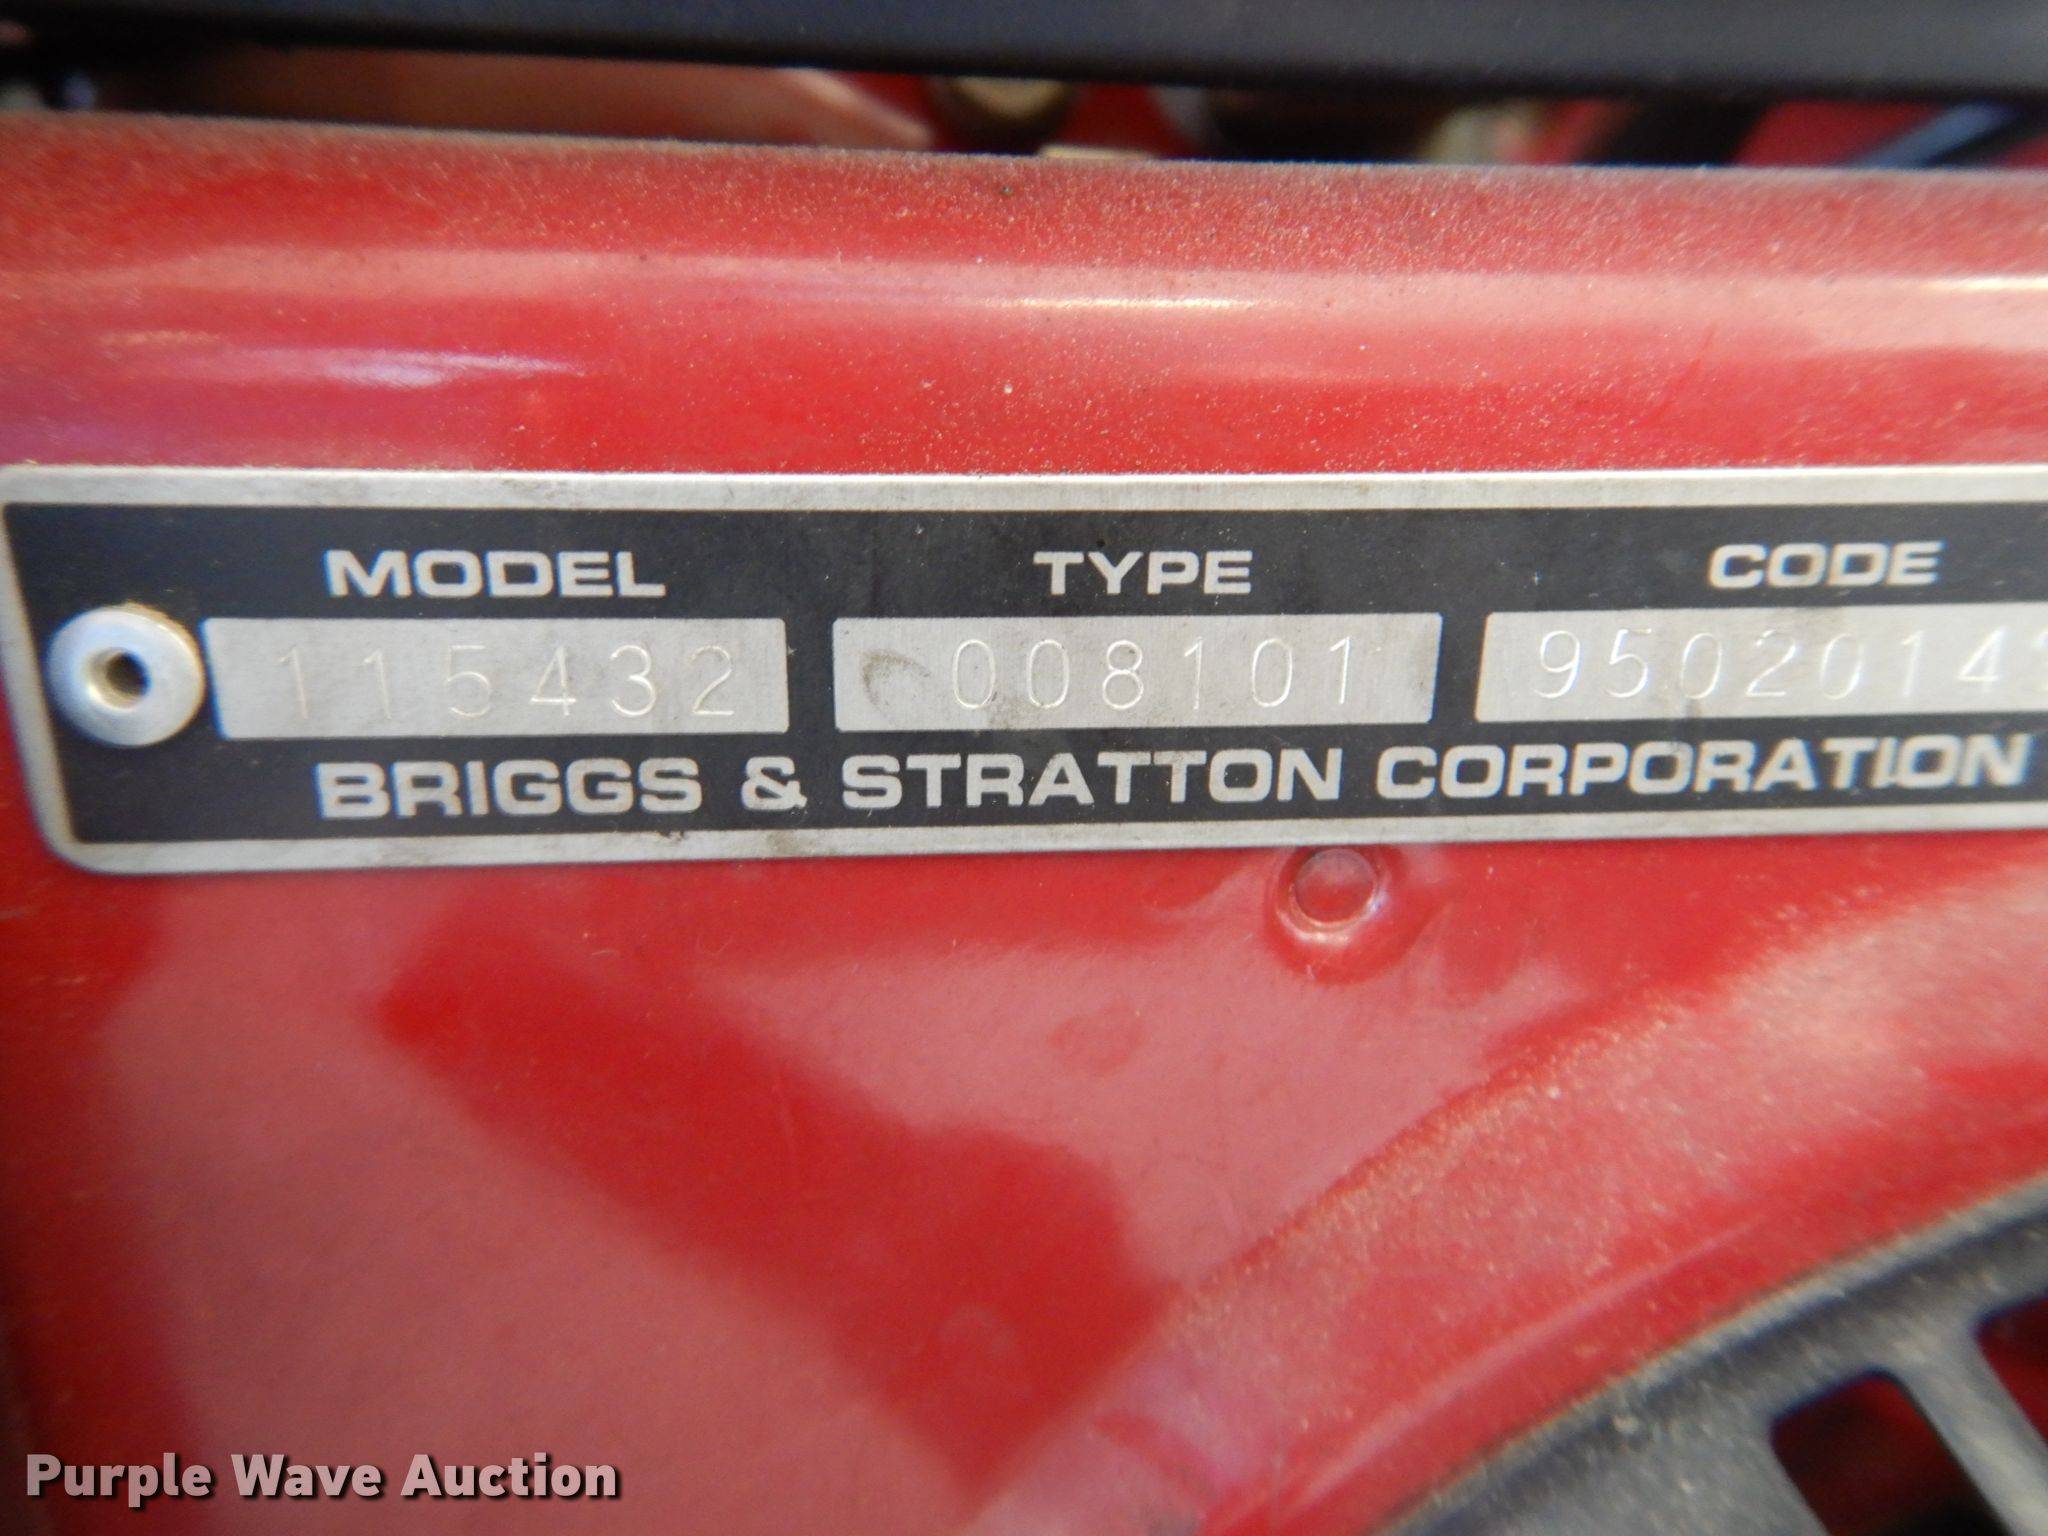 MODEL TYPE CODE
115432 008101 9502014
BRIGGS & STRATTON CORPORATION
Purple Wave Auction